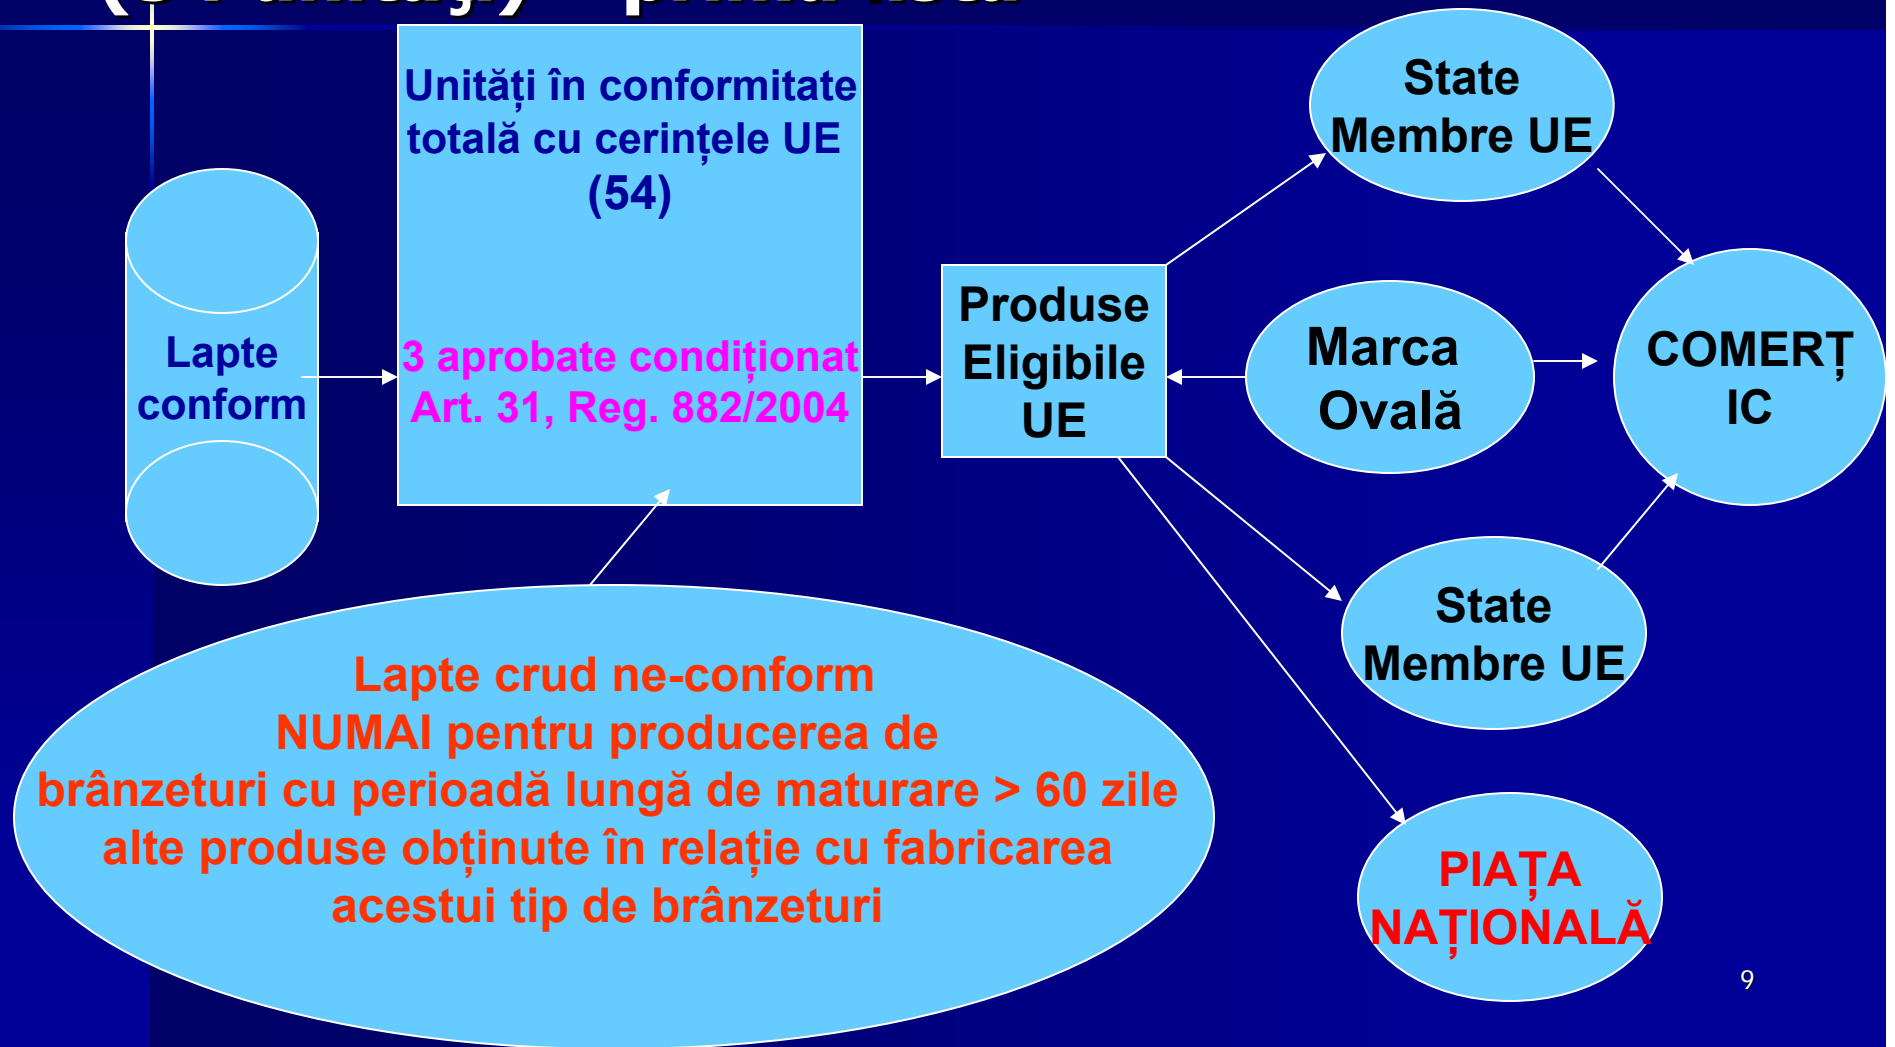 Unități în conformitate
totală cu cerințele UE
(54)
3 aprobate condiționat
Art. 31, Reg. 882/2004
Lapte
conform
Produse
Eligibile
UE
State
Membre UE
Marca
Ovală
COMERȚ
IC
State
Membre UE
PIAȚA
NAȚIONALĂ
Lapte crud ne-conform
NUMAI pentru producerea de
brânzeturi cu perioadă lungă de maturare > 60 zile
alte produse obținute în relație cu fabricarea
acestui tip de brânzeturi
9